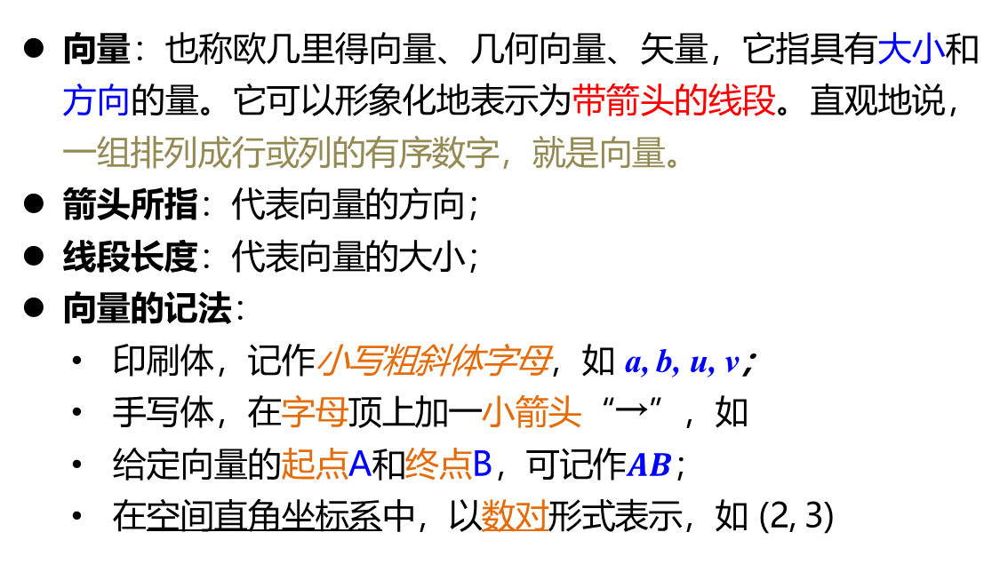 ● 向量：也称欧几里得向量、几何向量、矢量，它指具有大小和
方向的量。它可以形象化地表示为带箭头的线段。直观地说，
一组排列成行或列的有序数字，就是向量。
● 箭头所指：代表向量的方向；
● 线段长度：代表向量的大小；
● 向量的记法：
• 印刷体，记作小写粗斜体字母，如 a, b, u, v；
• 手写体，在字母顶上加一小箭头“→”，如
• 给定向量的起点A和终点B，可记作AB；
• 在空间直角坐标系中，以数对形式表示，如 (2, 3)